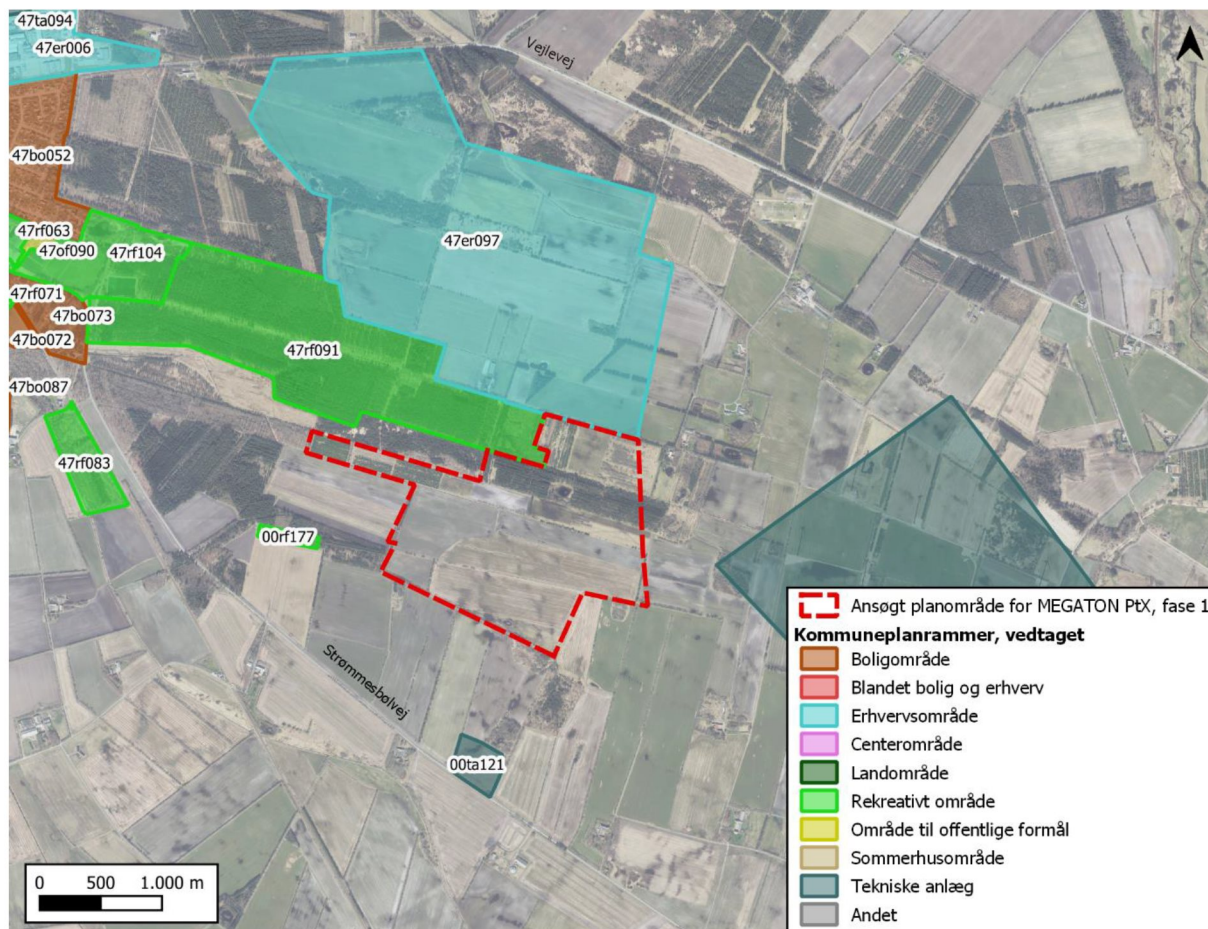 47ta094
47er006
Vejlevej
47bo052
47rf063
47of090
47rf104
47er097
47rf071
47bo073
47bo072
47rf091
47bo087
47rf083
00rf177
Strømmesbølvej
00ta121
Ansøgt planområde for MEGATON PtX, fase 1
Kommuneplanrammer, vedtaget
Boligområde
Blandet bolig og erhverv
Erhvervsområde
Centerområde
Landområde
Rekreativt område
Område til offentlige formål
Sommerhusområde
Tekniske anlæg
Andet
0 500 1.000 m